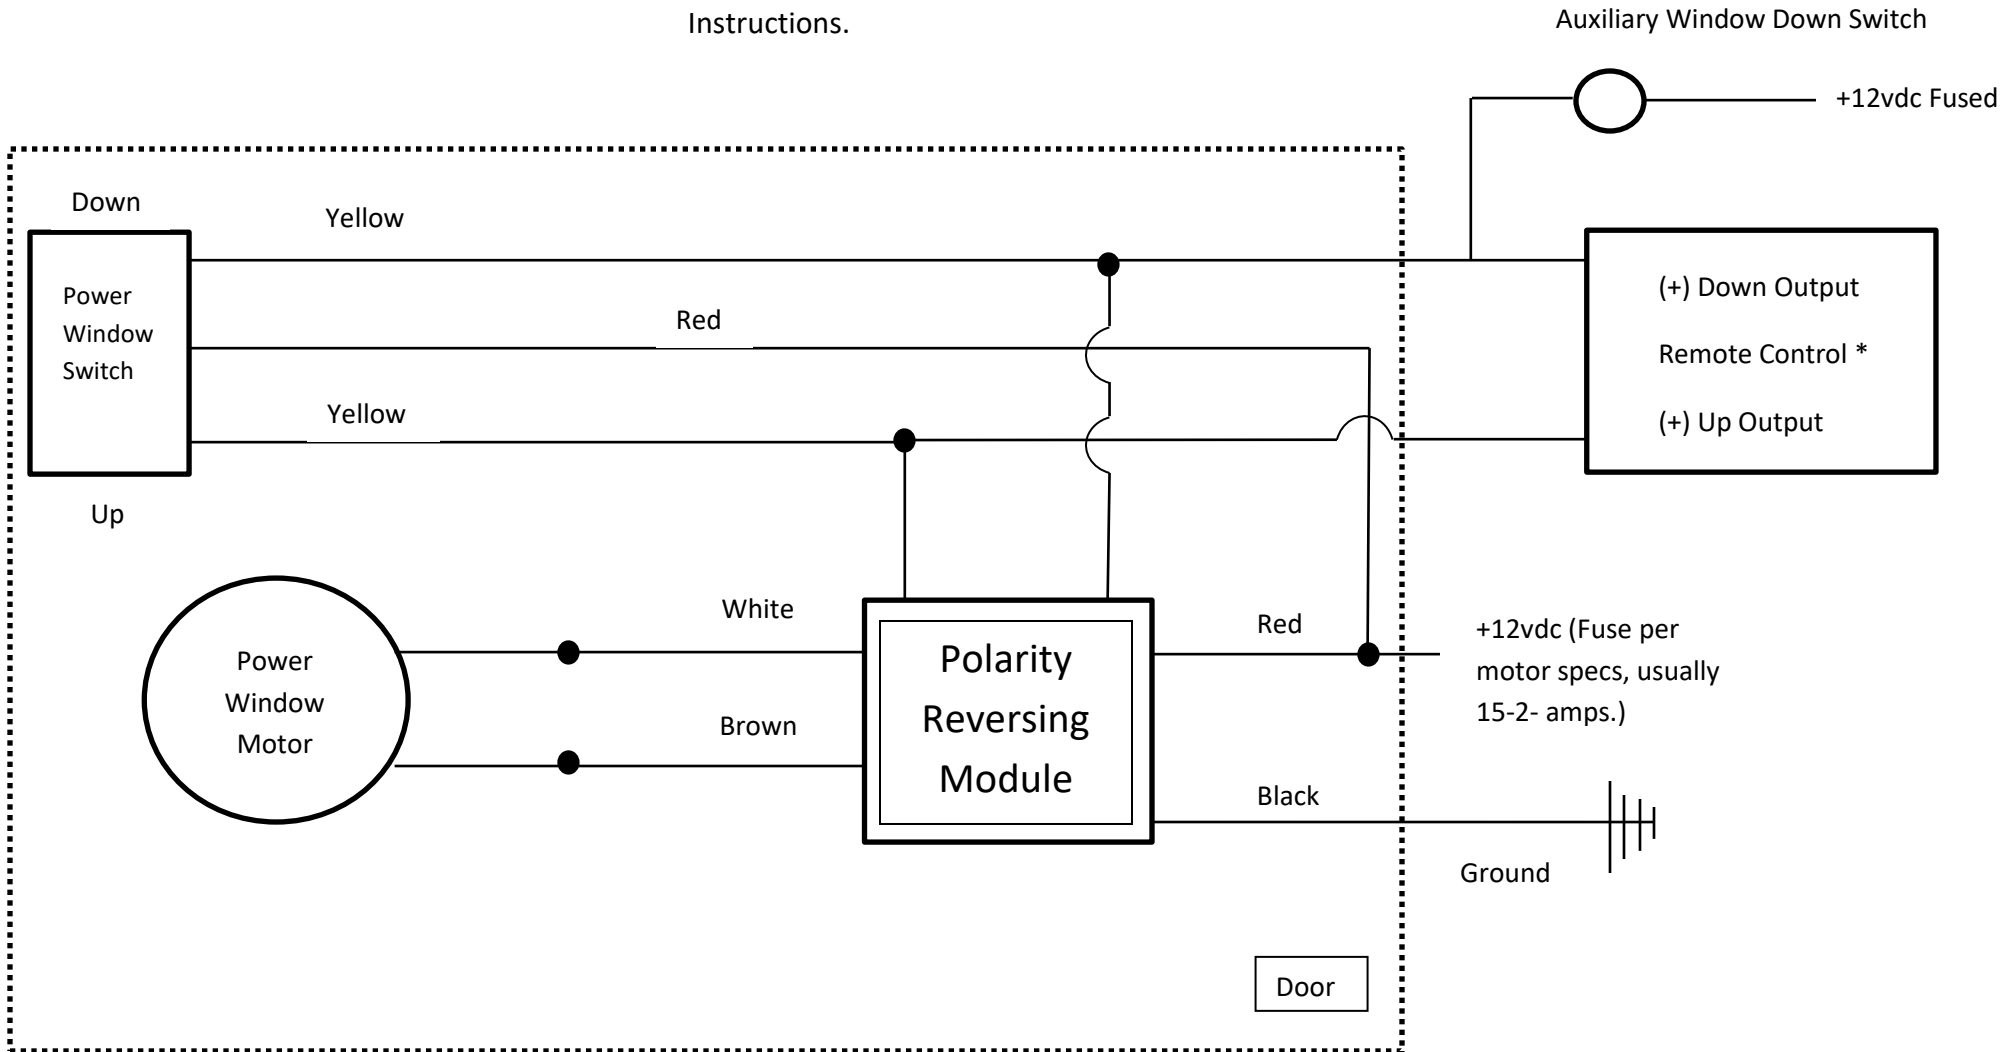 Instructions.
Auxiliary Window Down Switch
+12vdc Fused
Down
Yellow
Power
Window
Switch
Red
Yellow
Up
(+) Down Output
Remote Control *
(+) Up Output
White
Power
Window
Motor
Brown
Polarity
Reversing
Module
Red
+12vdc (Fuse per
motor specs, usually
15-2- amps.)
Black
Ground
Door